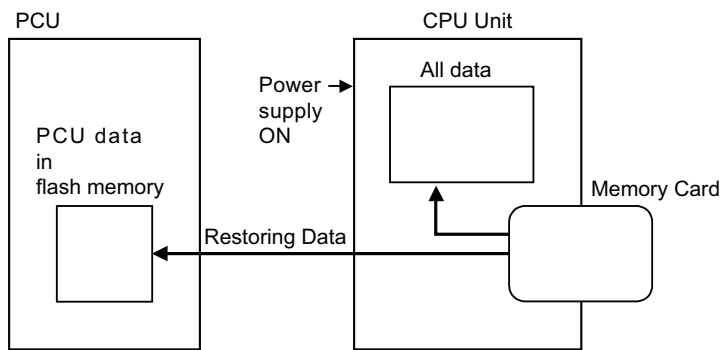 PCU
CPU Unit
All data
Power
supply
ON
PCU data
in
flash memory
Memory Card
Restoring Data